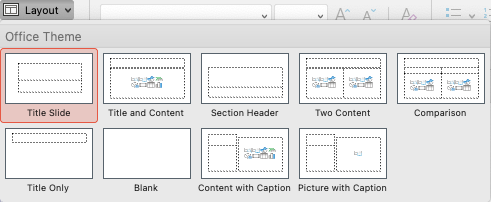 Layout
Office Theme
Title Slide
Title and Content
Section Header
Two Content
Comparison
Title Only
Blank
Content with Caption
Picture with Caption